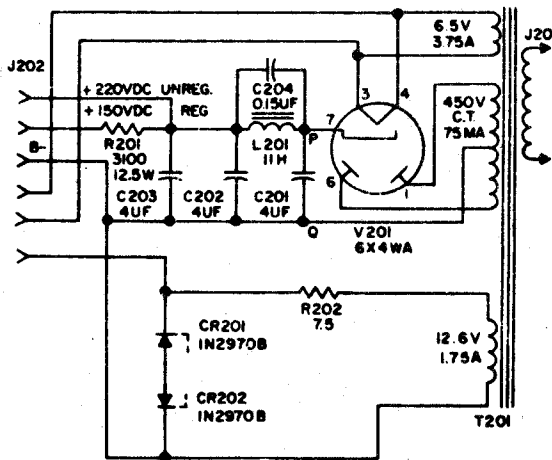 6.5V
3.75A
J20
J202
+220VDC UNREG.
+150VDC REG
B-
R201
3100
12.5W
C204
0.15UF
L201
11H
P
3
4
7
6
1
450V
C.T.
75MA
C203
4UF
C202
4UF
C201
4UF
Q
V201
6X4WA
R202
7.5
CR201
1N2970B
CR202
1N2970B
12.6V
1.75A
T201